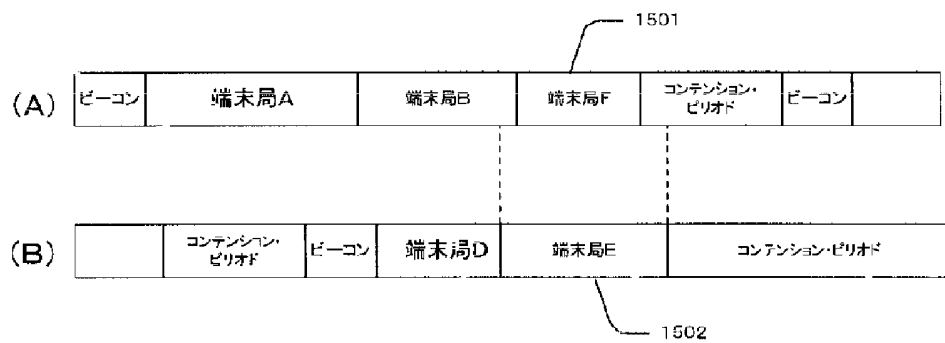 1501
(A)
ビーコン
端末局A
端末局B
端末局F
コンテンション・
ピリオド
ビーコン
(B)
コンテンション・
ピリオド
ビーコン
端末局D
端末局E
コンテンション・ピリオド
1502